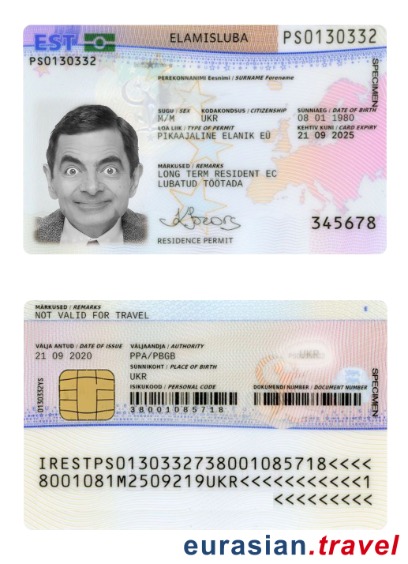 EST
ELAMISLUBA
PS0130332
PS0130332
PEREKONNANIMI Eesnimi / SURNAME Forename
SUGU / SEX KODAKONDSUS / CITIZENSHIP SÜNNIAEG / DATE OF BIRTH
M/M UKR 08 01 1980
LOA LIIK / TYPE OF PERMIT KEHTIV KUNI / CARD EXPIRY
PIKAAJALINE ELANIK EÜ 21 09 2025
MÄRKUSED / REMARKS
LONG TERM RESIDENT EC
LUBATUD TÖÖTADA
345678
RESIDENCE PERMIT
SPECIMEN
MÄRKUSED / REMARKS
NOT VALID FOR TRAVEL
VÄLJA ANTUD / DATE OF ISSUE VÄLJAANDJA / AUTHORITY
21 09 2020 PPA/PBGB
SÜNNIKOHT / PLACE OF BIRTH
UKR
UKR
ISIKUKOOD / PERSONAL CODE DOKUMENDI NUMBER / DOCUMENT NUMBER
38001085718
SPECIMEN
IRESTPS0130332738001085718<<<<
8001081M2509219UKR<<<<<<<<<<<1
<<<<<<<<<
eurasian.travel